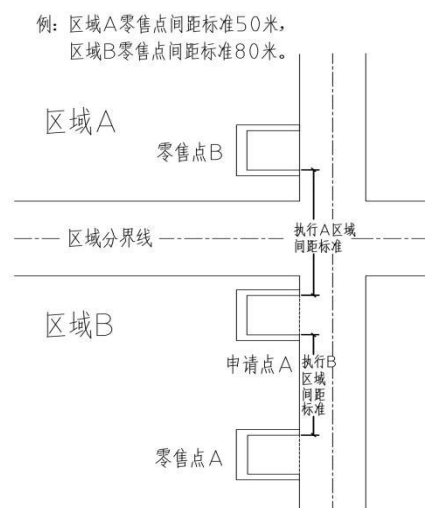 例：区域A零售点间距标准50米，
区域B零售点间距标准80米。
区域A
零售点B
执行A区域
间距标准
区域分界线
区域B
申请点A
执行B
区域
间距
标准
零售点A